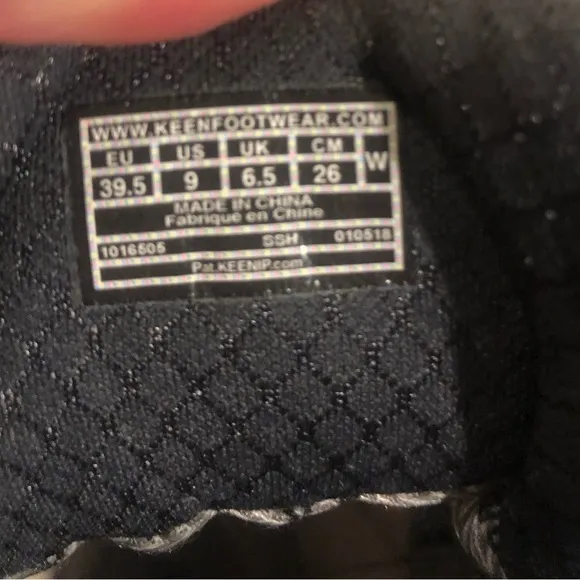 WWW.KEENFOOTWEAR.COM
EU US UK CM W
39.5 9 6.5 26
MADE IN CHINA
Fabriqué en Chine
1016505 SSH 010518
Pat.KEENIP.com